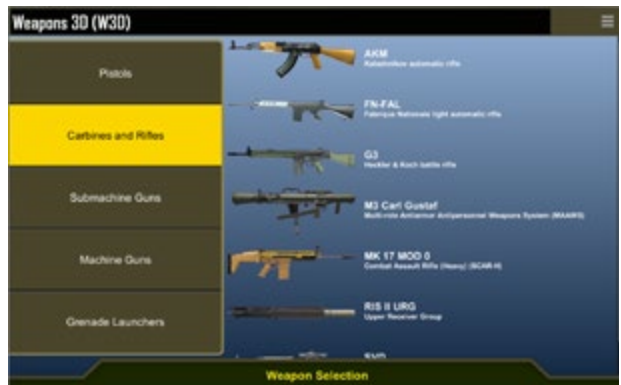 Weapons 3D (W3D)
Pistols
Carbines and Rifles
Submachine Guns
Machine Guns
Grenade Launchers
AKM
Kalashnikov automatic rifle
FN-FAL
Fabrique Nationale light automatic rifle
G3
Heckler & Koch battle rifle
M3 Carl Gustaf
Multi-role Antiarmor Antipersonnel Weapons System (MAAWS)
MK 17 MOD 0
Combat Assault Rifle (Heavy) (SCAR-H)
RIS II URG
Upper Receiver Group
SVD
Weapon Selection